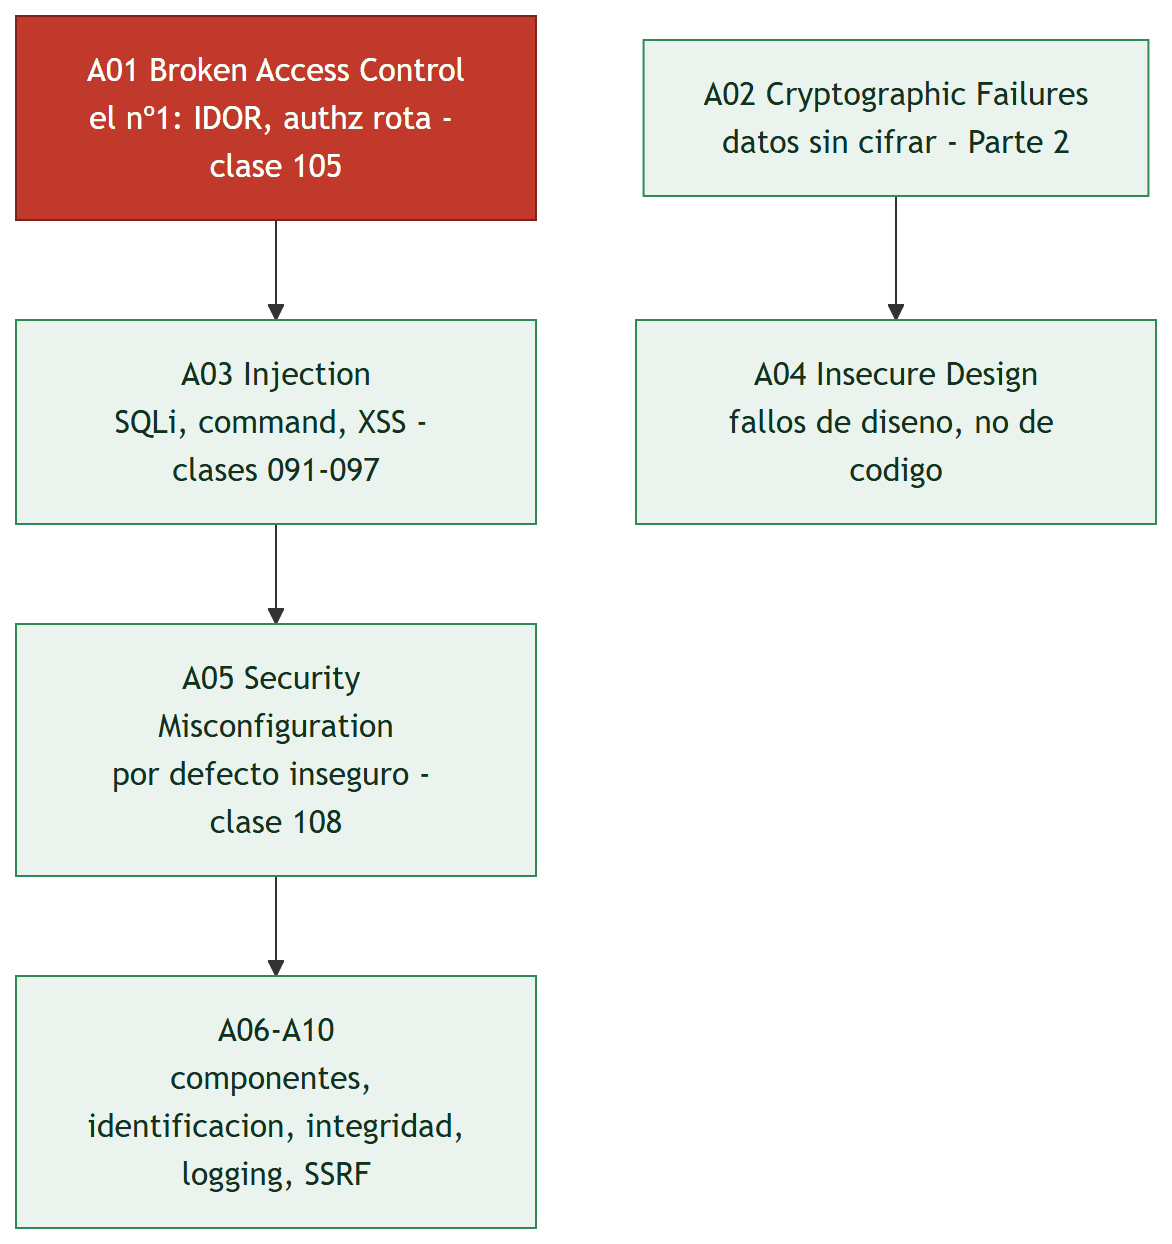 A01 Broken Access Control
el nº1: IDOR, authz rota -
clase 105
A02 Cryptographic Failures
datos sin cifrar - Parte 2
A03 Injection
SQLi, command, XSS -
clases 091-097
A04 Insecure Design
fallos de diseno, no de
codigo
A05 Security
Misconfiguration
por defecto inseguro -
clase 108
A06-A10
componentes,
identificacion, integridad,
logging, SSRF